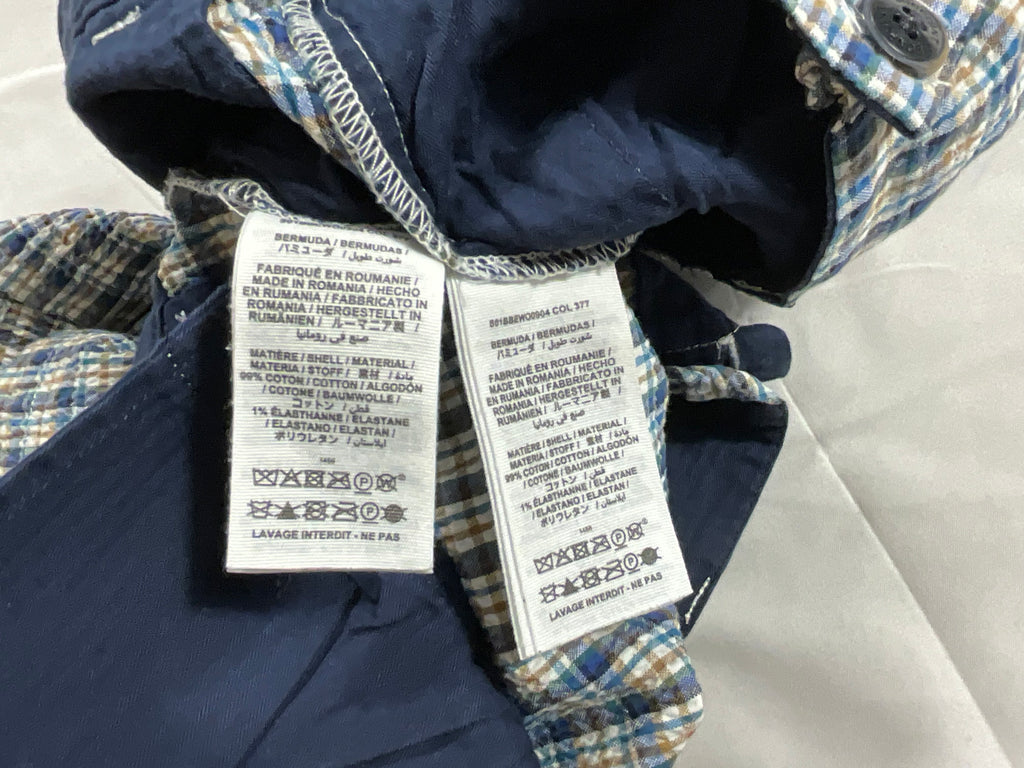 BERMUDA / BERMUDAS /
バミューダ / شورت طويل /
FABRIQUÉ EN ROUMANIE /
MADE IN ROMANIA / HECHO
EN RUMANIA / FABBRICATO IN
ROMANIA / HERGESTELLT IN
RUMÄNIEN / ルーマニア製 /
صنع في رومانيا
MATIÈRE / SHELL / MATERIAL /
MATERIA / STOFF / 素材 / مادة /
99% COTON / COTTON / ALGODÓN
/ COTONE / BAUMWOLLE /
コットン / قطن
1% ÉLASTHANNE / ELASTANE
/ ELASTANO / ELASTAN /
ポリウレタン / ايلاستان
1486
P W
P
LAVAGE INTERDIT - NE PAS
B01BBEWO0904 COL 377
BERMUDA / BERMUDAS /
バミューダ / شورت طويل /
FABRIQUÉ EN ROUMANIE /
MADE IN ROMANIA / HECHO
EN RUMANIA / FABBRICATO IN
ROMANIA / HERGESTELLT IN
RUMÄNIEN / ルーマニア製 /
صنع في رومانيا
MATIÈRE / SHELL / MATERIAL /
MATERIA / STOFF / 素材 / مادة /
99% COTON / COTTON / ALGODÓN
/ COTONE / BAUMWOLLE /
コットン / قطن
1% ÉLASTHANNE / ELASTANE
/ ELASTANO / ELASTAN /
ポリウレタン / ايلاستان
1486
P W
P
LAVAGE INTERDIT - NE PAS